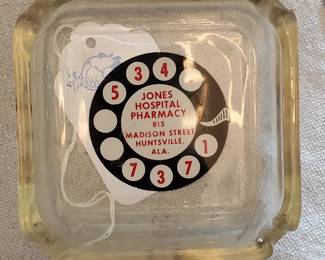 5 3 4
JONES
HOSPITAL
PHARMACY
815
MADISON STREET
HUNTSVILLE,
ALA.
7 3 7 1